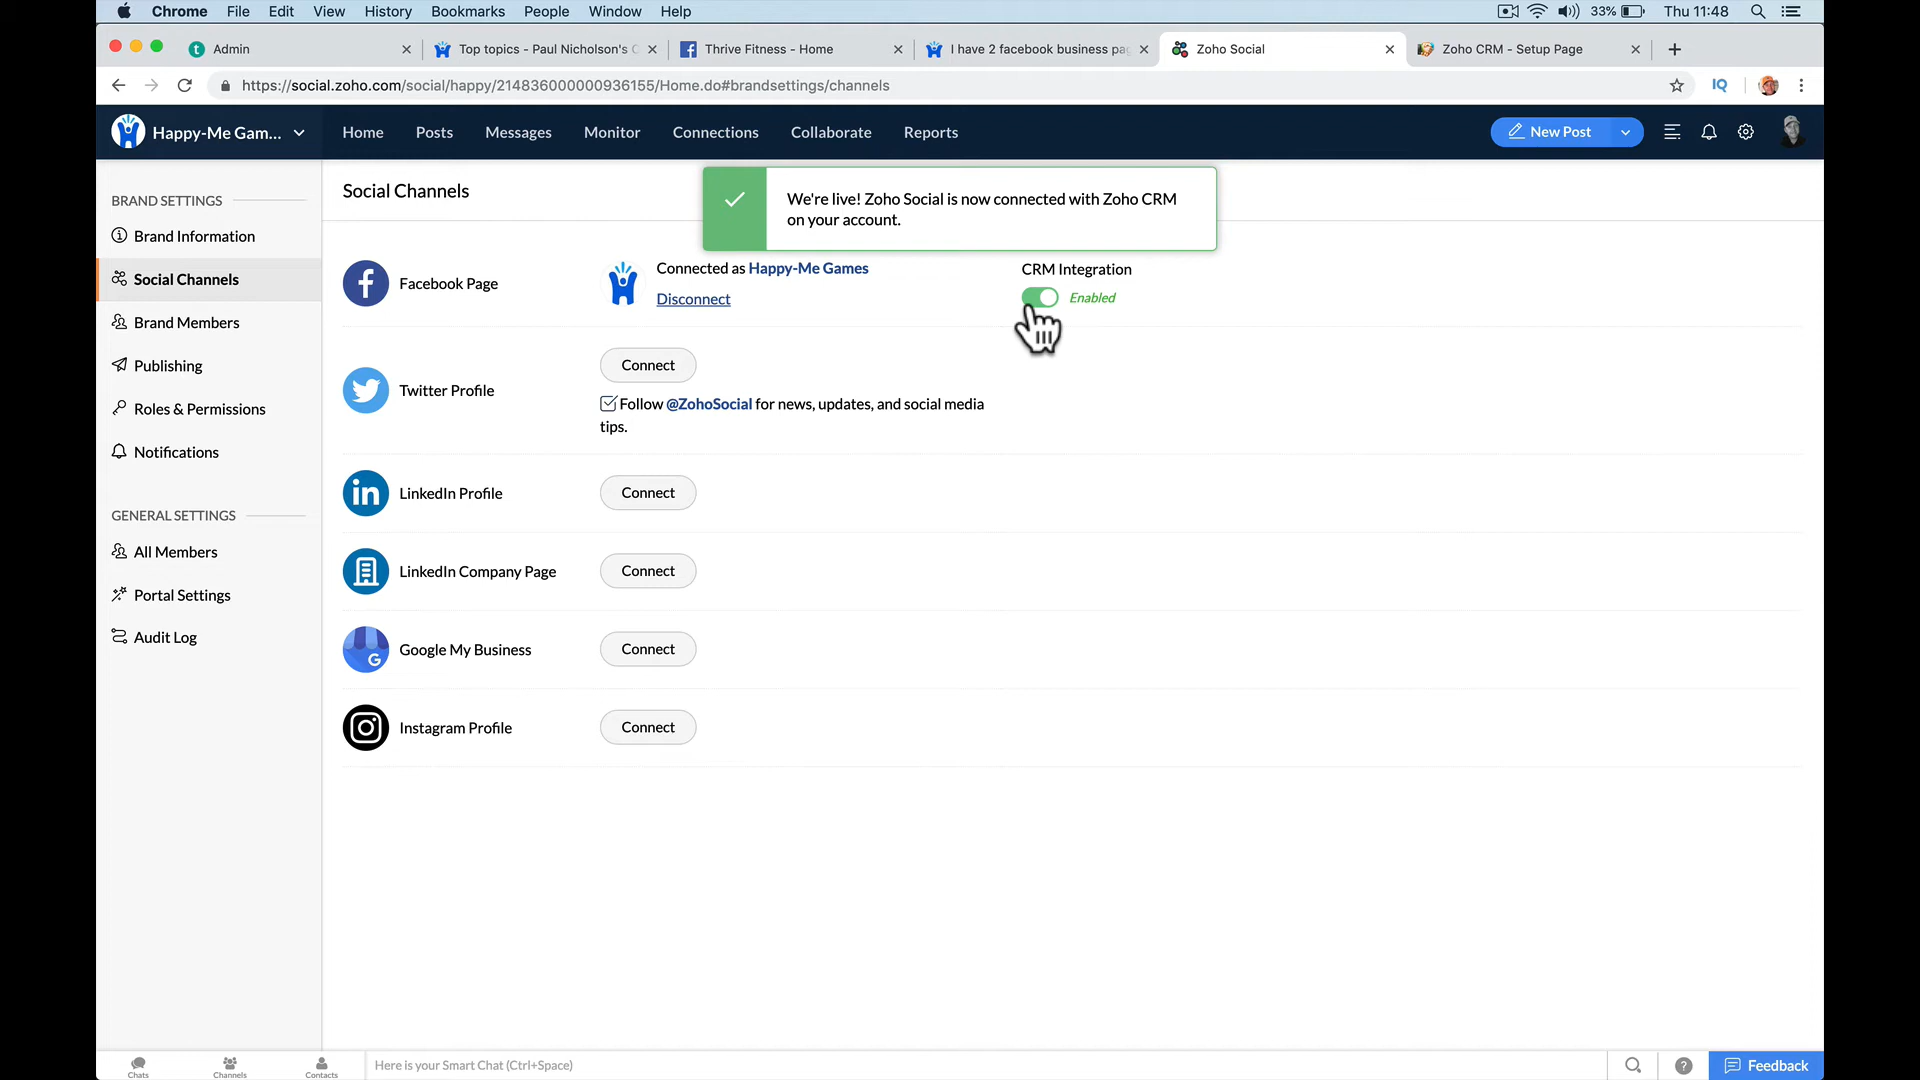 Chrome File Edit View History Bookmarks People Window Help 33% Thu 11:48
Admin Top topics - Paul Nicholson's Thrive Fitness - Home I have 2 facebook business Zoho Social Zoho CRM - Setup Page
https://social.zoho.com/social/happy/214836000000936155/Home.do#brandsettings/channels IQ
Happy-Me Gam... Home Posts Messages Monitor Connections Collaborate Reports New Post
BRAND SETTINGS
Brand Information
Social Channels
Brand Members
Publishing
Roles & Permissions
Notifications
GENERAL SETTINGS
All Members
Portal Settings
Audit Log
Social Channels
We're live! Zoho Social is now connected with Zoho CRM
on your account.
Facebook Page
Connected as Happy-Me Games
Disconnect
CRM Integration
Enabled
Twitter Profile
Connect
Follow @ZohoSocial for news, updates, and social media
tips.
LinkedIn Profile Connect
LinkedIn Company Page Connect
Google My Business Connect
Instagram Profile Connect
Chats Channels Contacts Here is your Smart Chat (Ctrl+Space) Feedback